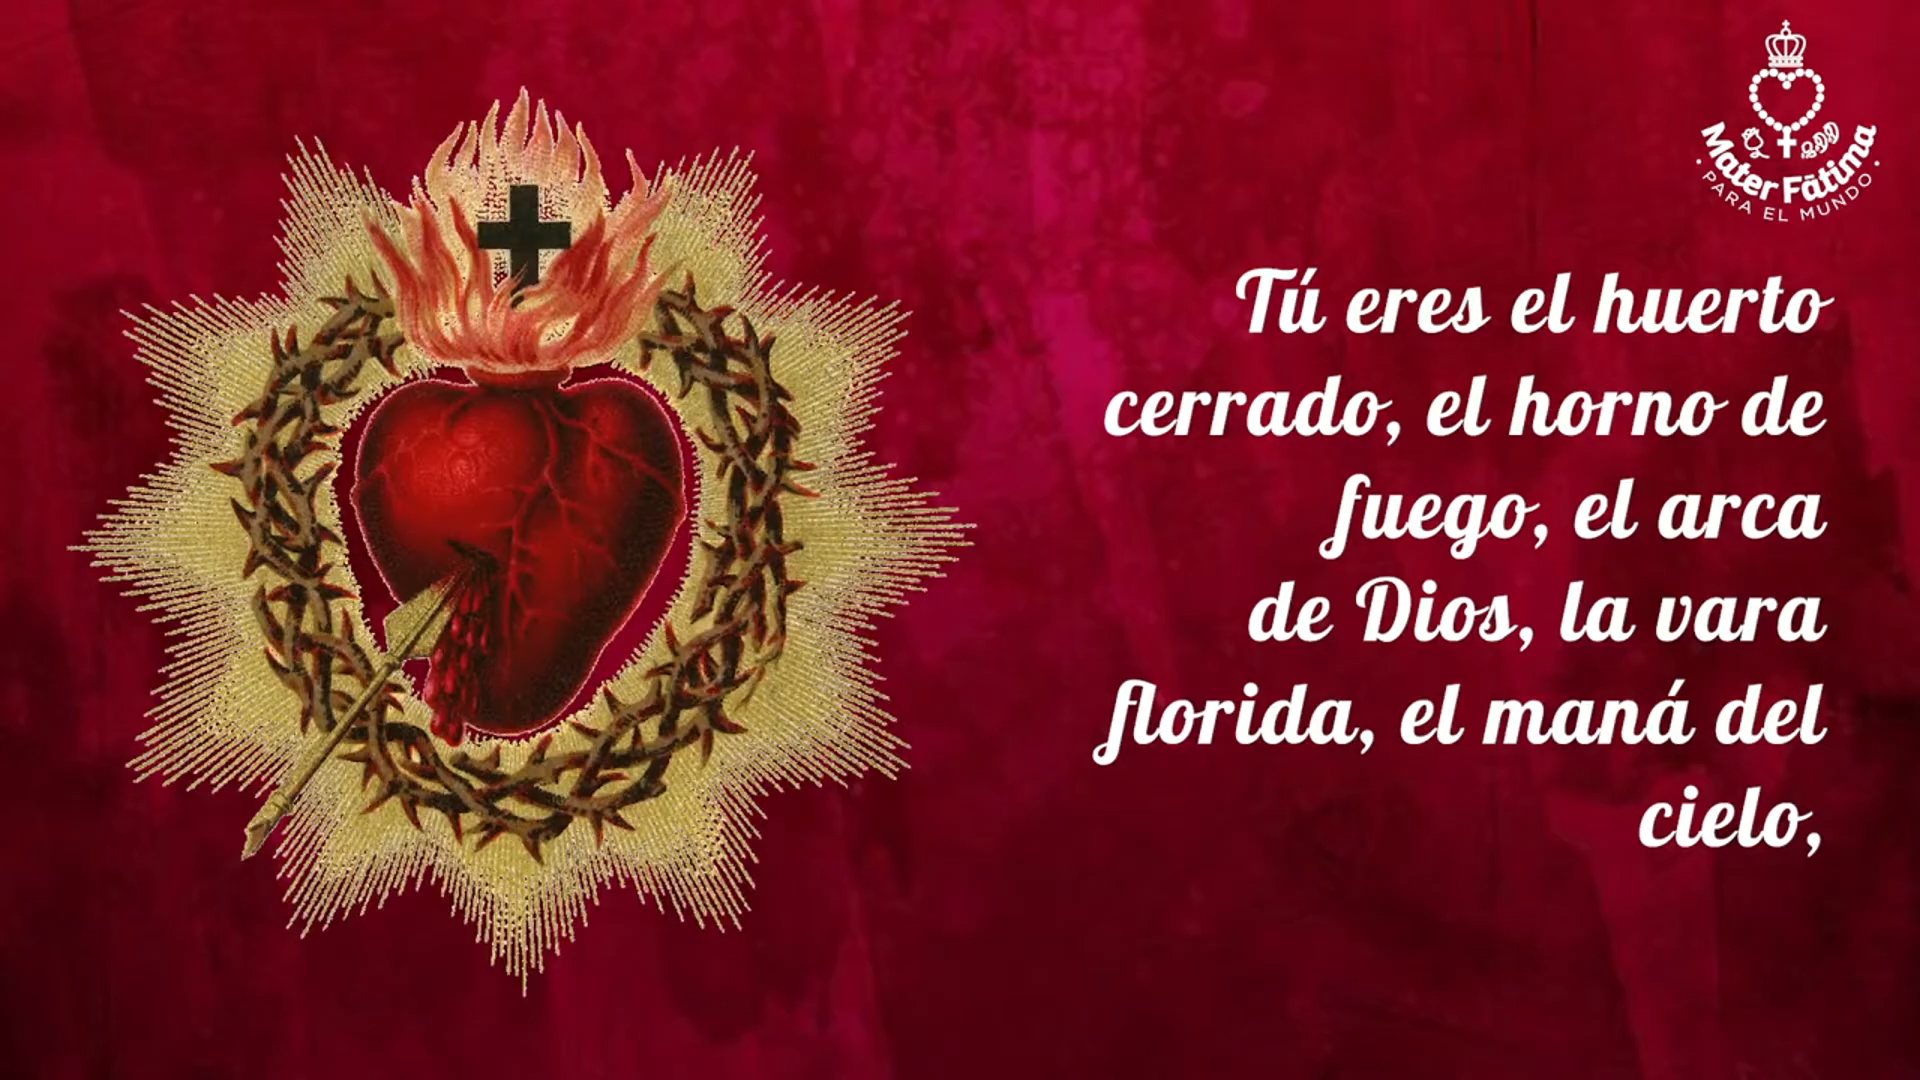 Mater Fātima
PARA EL MUNDO
Tú eres el huerto
cerrado, el horno de
fuego, el arca
de Dios, la vara
florida, el maná del
cielo,